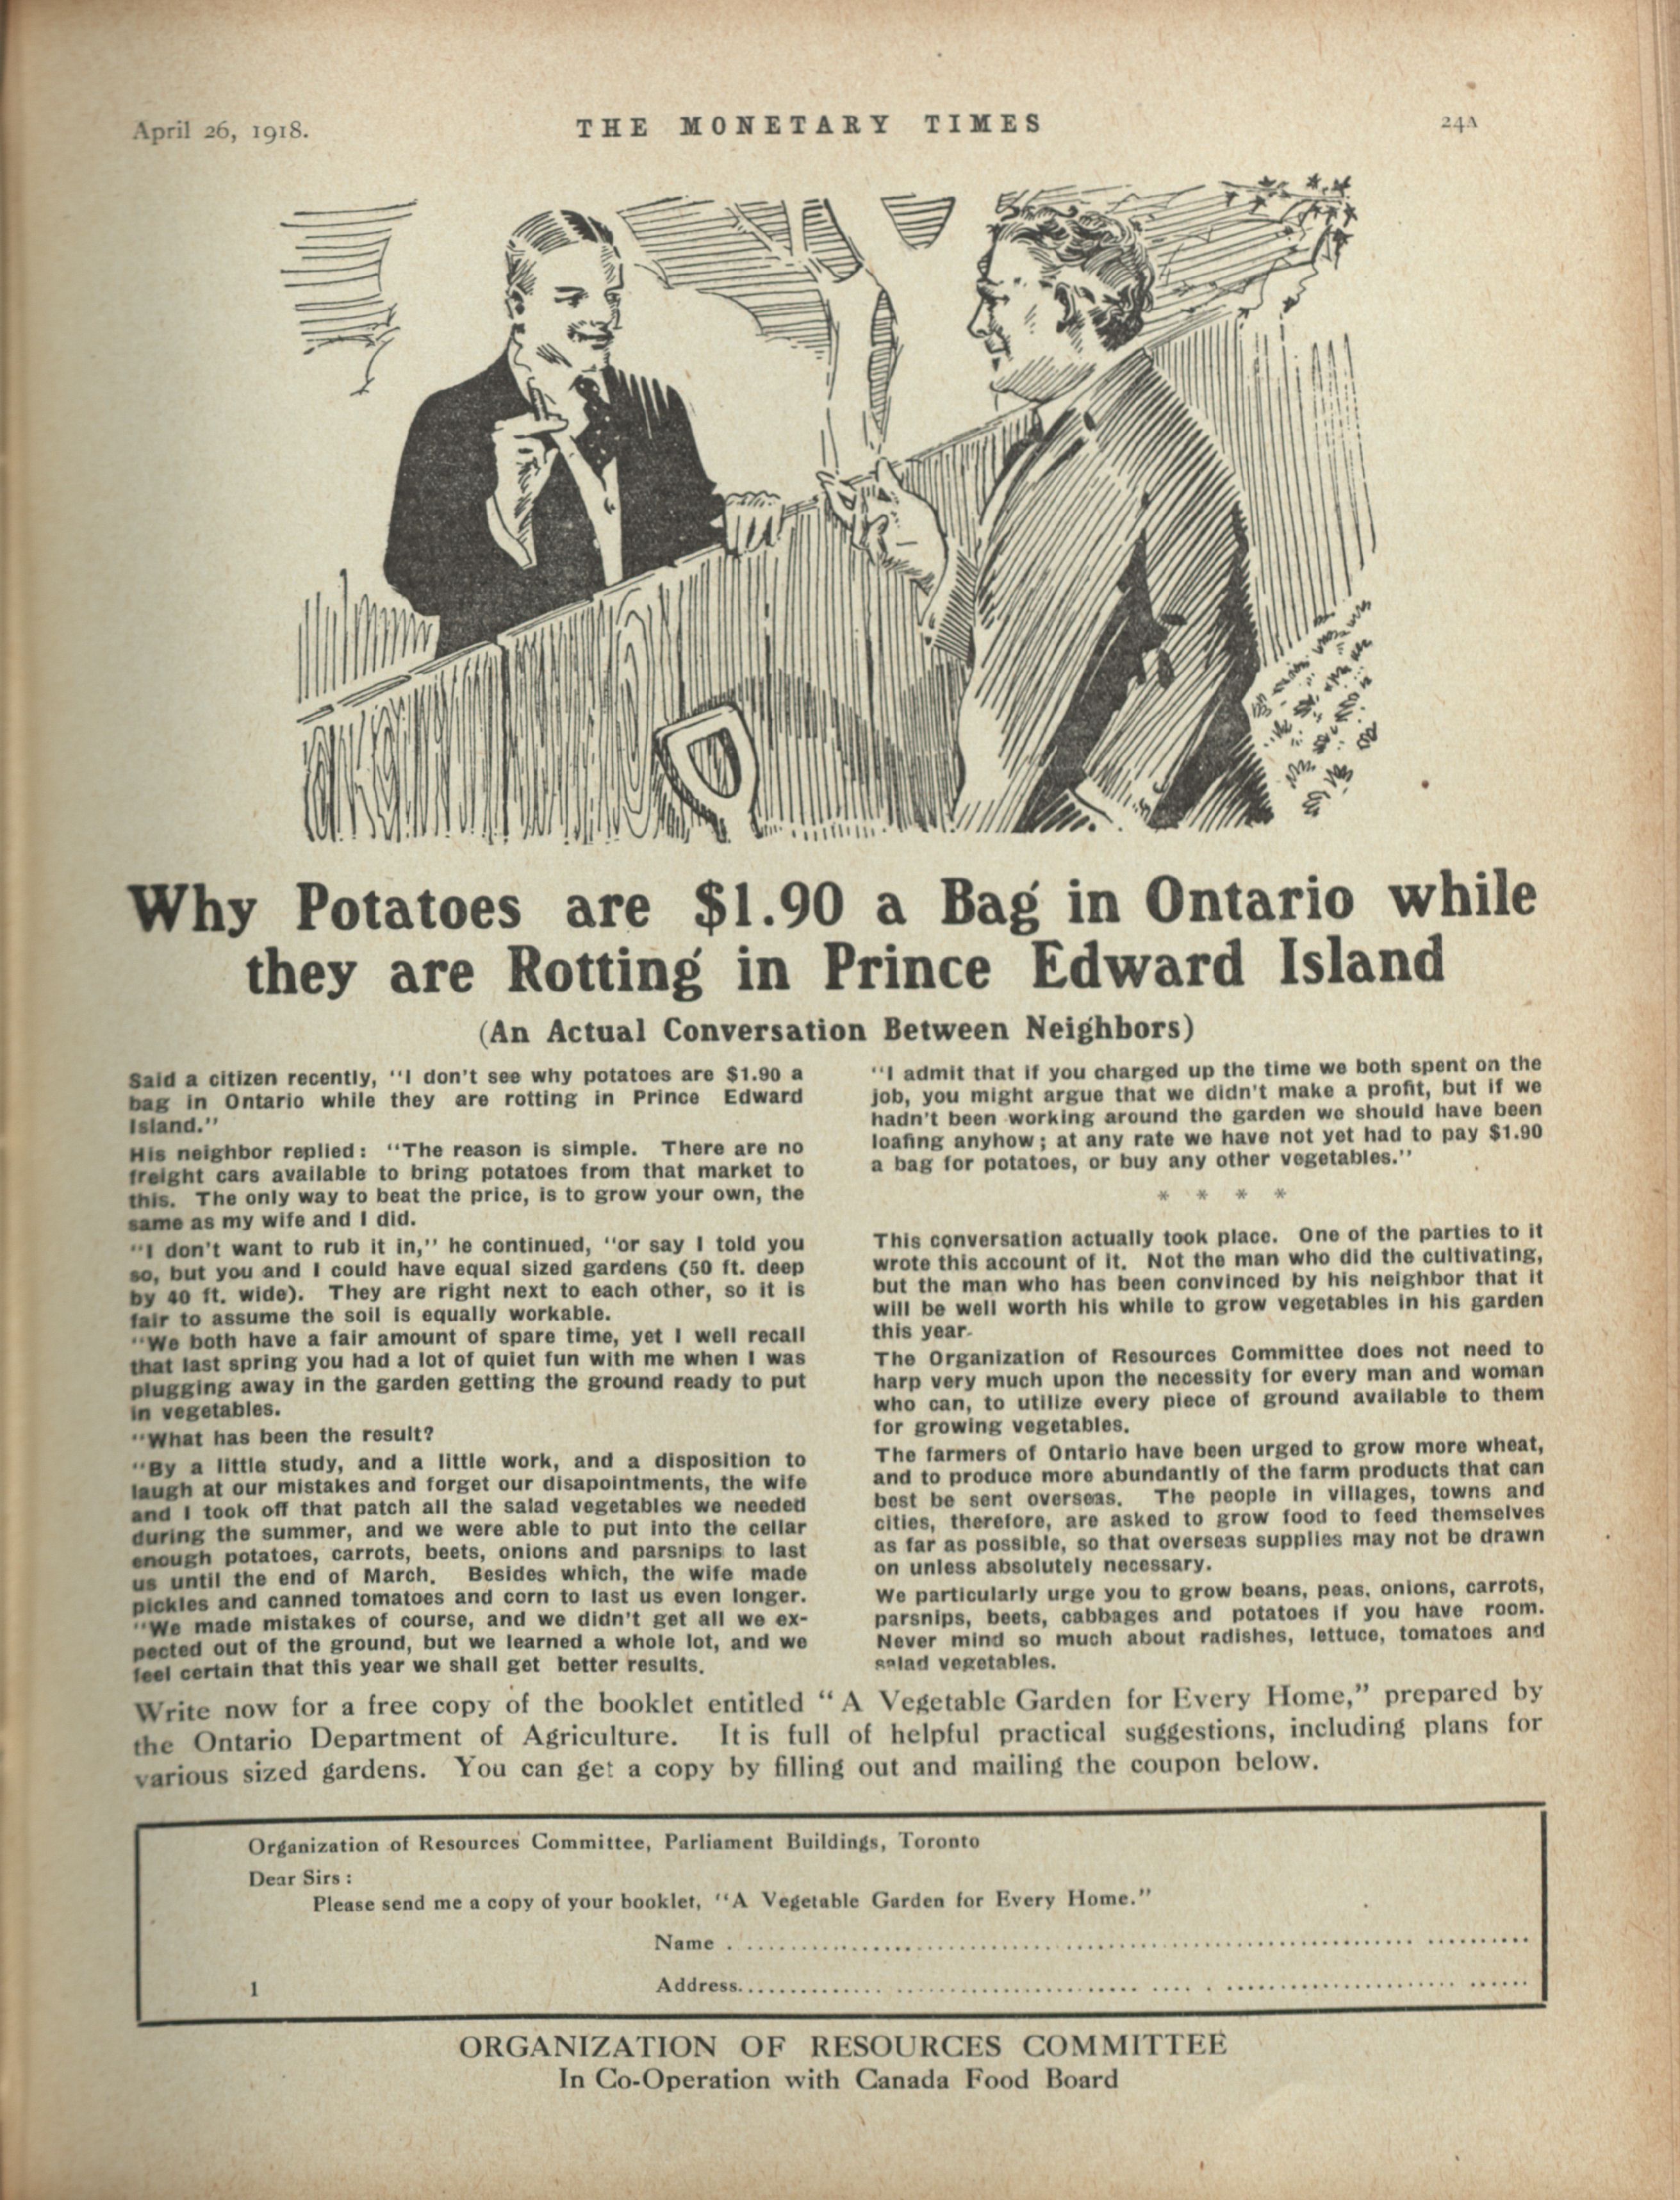 April 26, 1918.
THE MONETARY TIMES
24A
Why Potatoes are $1.90 a Bag in Ontario while
they are Rotting in Prince Edward Island
(An Actual Conversation Between Neighbors)
Said a citizen recently, "I don't see why potatoes are $1.90 a
bag in Ontario while they are rotting in Prince Edward
Island."
His neighbor replied: "The reason is simple. There are no
freight cars available to bring potatoes from that market to
this. The only way to beat the price, is to grow your own, the
same as my wife and I did.
"I don't want to rub it in," he continued, "or say I told you
so, but you and I could have equal sized gardens (50 ft. deep
by 40 ft. wide). They are right next to each other, so it is
fair to assume the soil is equally workable.
"We both have a fair amount of spare time, yet I well recall
that last spring you had a lot of quiet fun with me when I was
plugging away in the garden getting the ground ready to put
in vegetables.
"What has been the result?
"By a little study, and a little work, and a disposition to
laugh at our mistakes and forget our disapointments, the wife
and I took off that patch all the salad vegetables we needed
during the summer, and we were able to put into the cellar
enough potatoes, carrots, beets, onions and parsnips to last
us until the end of March. Besides which, the wife made
pickles and canned tomatoes and corn to last us even longer.
"We made mistakes of course, and we didn't get all we ex-
pected out of the ground, but we learned a whole lot, and we
feel certain that this year we shall get better results.
"I admit that if you charged up the time we both spent on the
job, you might argue that we didn't make a profit, but if we
hadn't been working around the garden we should have been
loafing anyhow; at any rate we have not yet had to pay $1.90
a bag for potatoes, or buy any other vegetables."
* * * *
This conversation actually took place. One of the parties to it
wrote this account of it. Not the man who did the cultivating,
but the man who has been convinced by his neighbor that it
will be well worth his while to grow vegetables in his garden
this year.
The Organization of Resources Committee does not need to
harp very much upon the necessity for every man and woman
who can, to utilize every piece of ground available to them
for growing vegetables.
The farmers of Ontario have been urged to grow more wheat,
and to produce more abundantly of the farm products that can
best be sent overseas. The people in villages, towns and
cities, therefore, are asked to grow food to feed themselves
as far as possible, so that overseas supplies may not be drawn
on unless absolutely necessary.
We particularly urge you to grow beans, peas, onions, carrots,
parsnips, beets, cabbages and potatoes if you have room.
Never mind so much about radishes, lettuce, tomatoes and
salad vegetables.
Write now for a free copy of the booklet entitled "A Vegetable Garden for Every Home," prepared by
the Ontario Department of Agriculture. It is full of helpful practical suggestions, including plans for
various sized gardens. You can get a copy by filling out and mailing the coupon below.
Organization of Resources Committee, Parliament Buildings, Toronto
Dear Sirs:
Please send me a copy of your booklet, "A Vegetable Garden for Every Home."
Name
1
Address
ORGANIZATION OF RESOURCES COMMITTEE
In Co-Operation with Canada Food Board